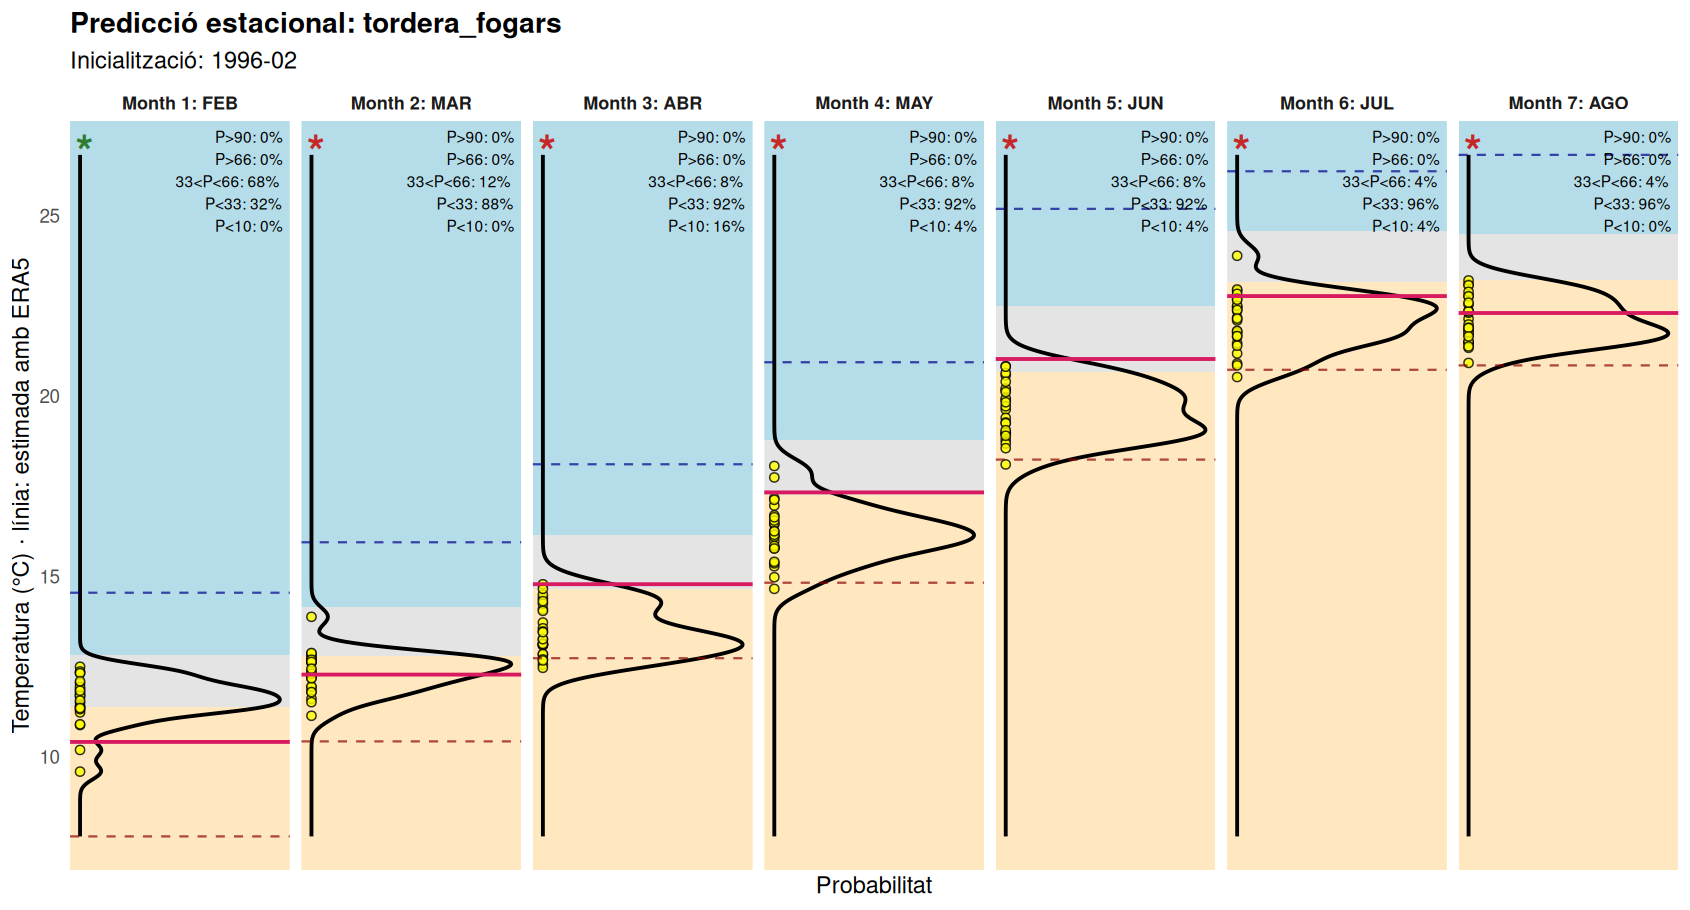 Predicció estacional: tordera_fogars
Inicialització: 1996-02
Month 1: FEB
Month 2: MAR
Month 3: ABR
Month 4: MAY
Month 5: JUN
Month 6: JUL
Month 7: AGO
*
P>90: 0%
P>66: 0%
33<P<66: 68%
P<33: 32%
P<10: 0%
*
P>90: 0%
P>66: 0%
33<P<66: 12%
P<33: 88%
P<10: 0%
*
P>90: 0%
P>66: 0%
33<P<66: 8%
P<33: 92%
P<10: 16%
*
P>90: 0%
P>66: 0%
33<P<66: 8%
P<33: 92%
P<10: 4%
*
P>90: 0%
P>66: 0%
33<P<66: 8%
P<33: 92%
P<10: 4%
*
P>90: 0%
P>66: 0%
33<P<66: 4%
P<33: 96%
P<10: 4%
*
P>90: 0%
P>66: 0%
33<P<66: 4%
P<33: 96%
P<10: 0%
25
20
15
10
Temperatura (°C) · línia: estimada amb ERA5
Probabilitat